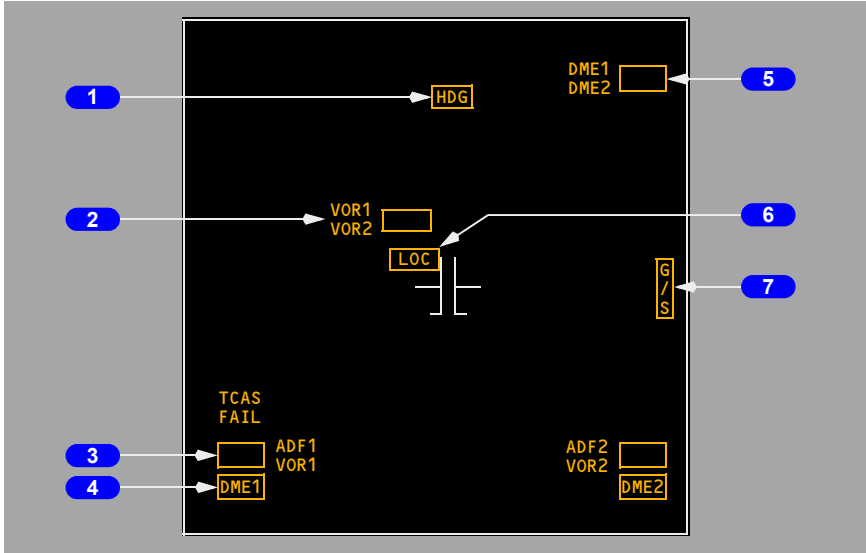 DME1
DME2
5
1
HDG
VOR1
VOR2
2
6
LOC
G
/
S
7
TCAS
FAIL
3
ADF1
VOR1
ADF2
VOR2
4
DME1
DME2